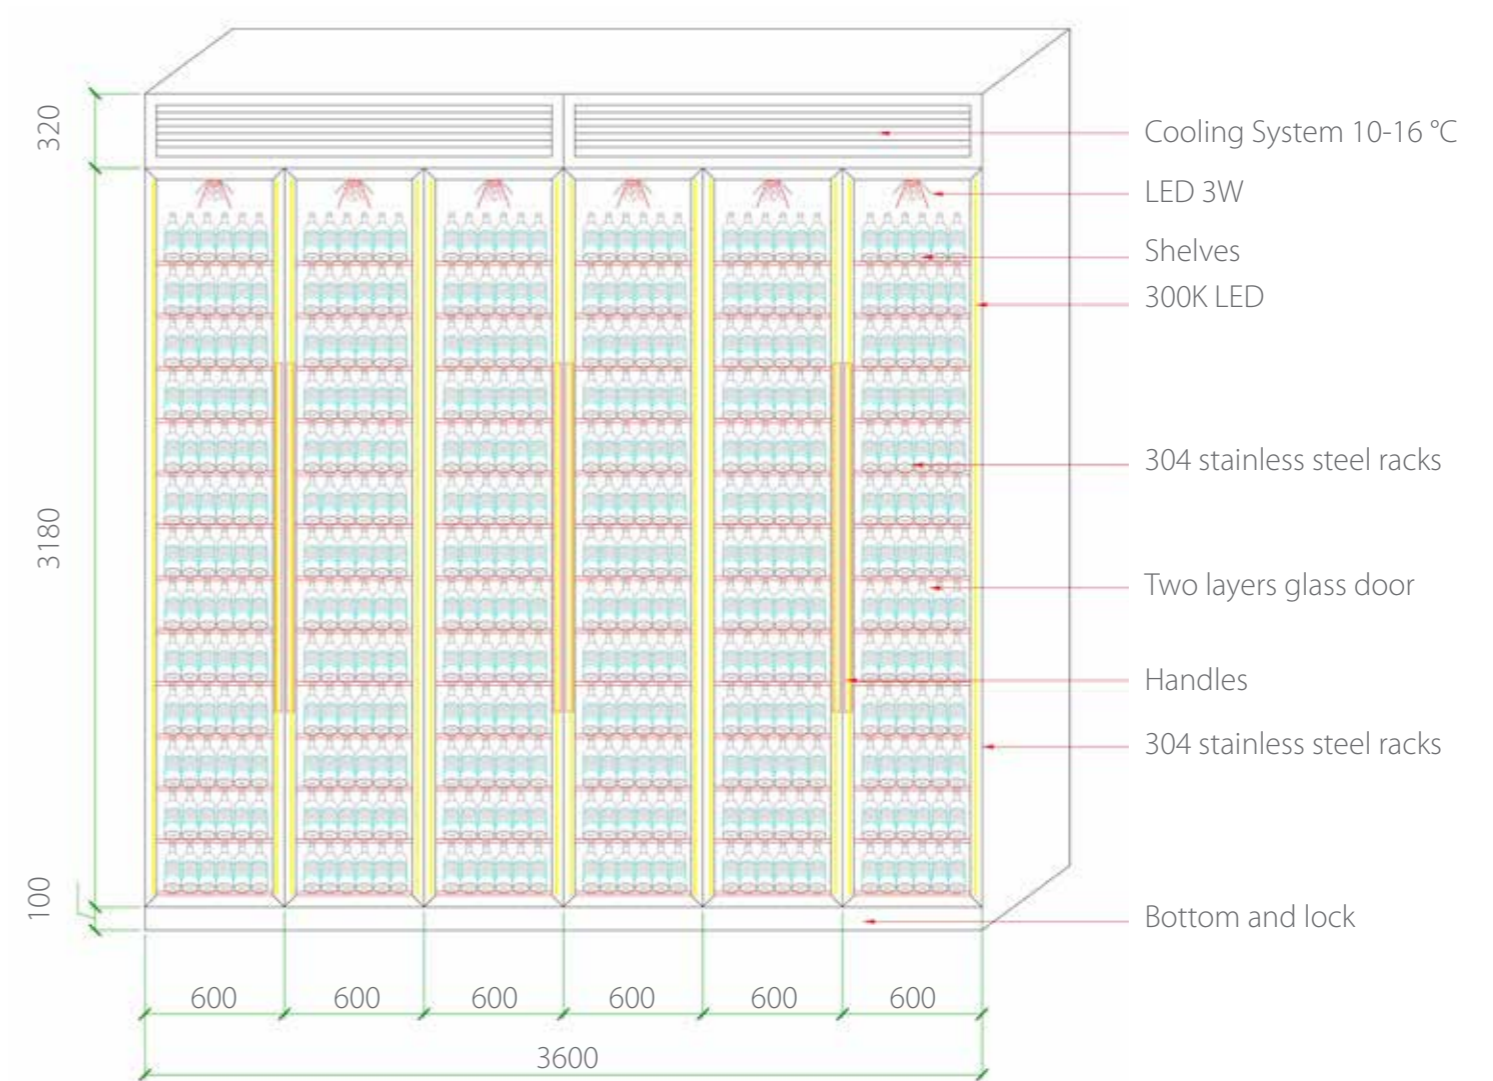 320
3180
100
Cooling System 10-16 °C
LED 3W
Shelves
300K LED
304 stainless steel racks
Two layers glass door
Handles
304 stainless steel racks
Bottom and lock
600 600 600 600 600 600
3600